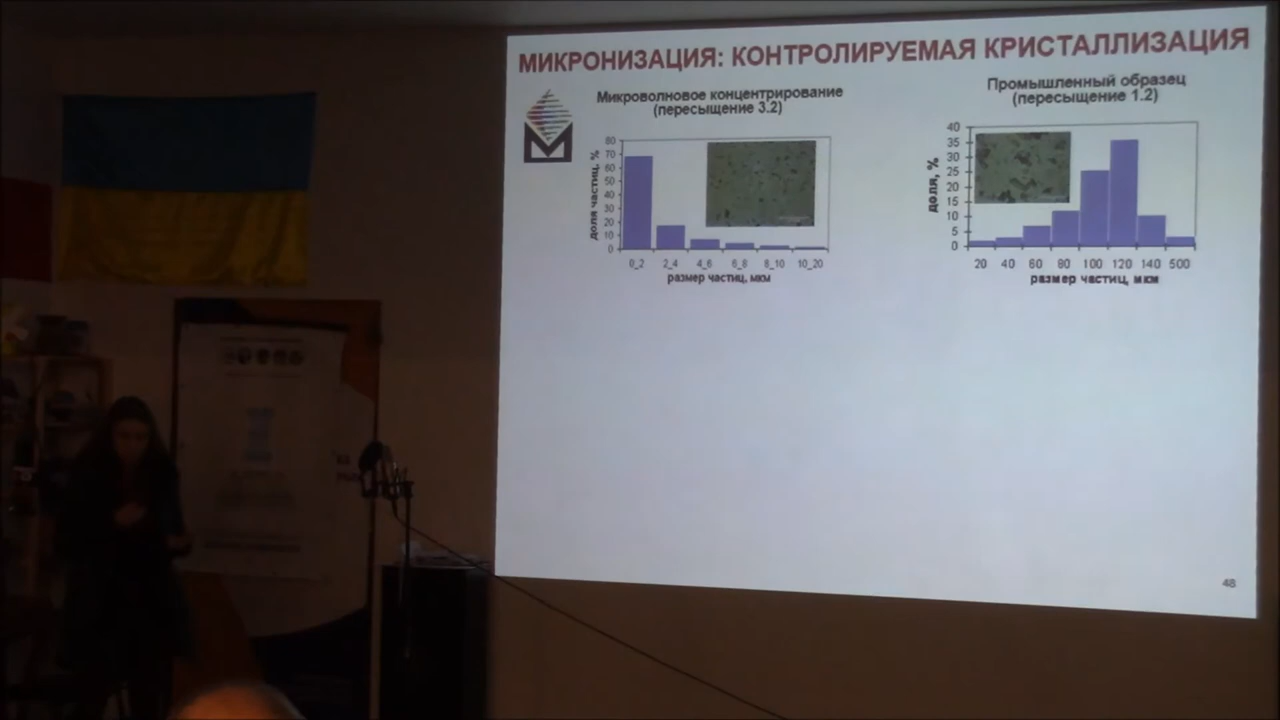 МИКРОНИЗАЦИЯ: КОНТРОЛИРУЕМАЯ КРИСТАЛЛИЗАЦИЯ
Микроволновое концентрирование
(пересыщение 3.2)
80
70
60
50
40
30
20
10
0
доля частиц, %
0_2 2_4 4_6 6_8 8_10 10_20
размер частиц, мкм
Промышленный образец
(пересыщение 1.2)
40
35
30
25
20
15
10
5
0
доля, %
20 40 60 80 100 120 140 500
размер частиц, мкм
48